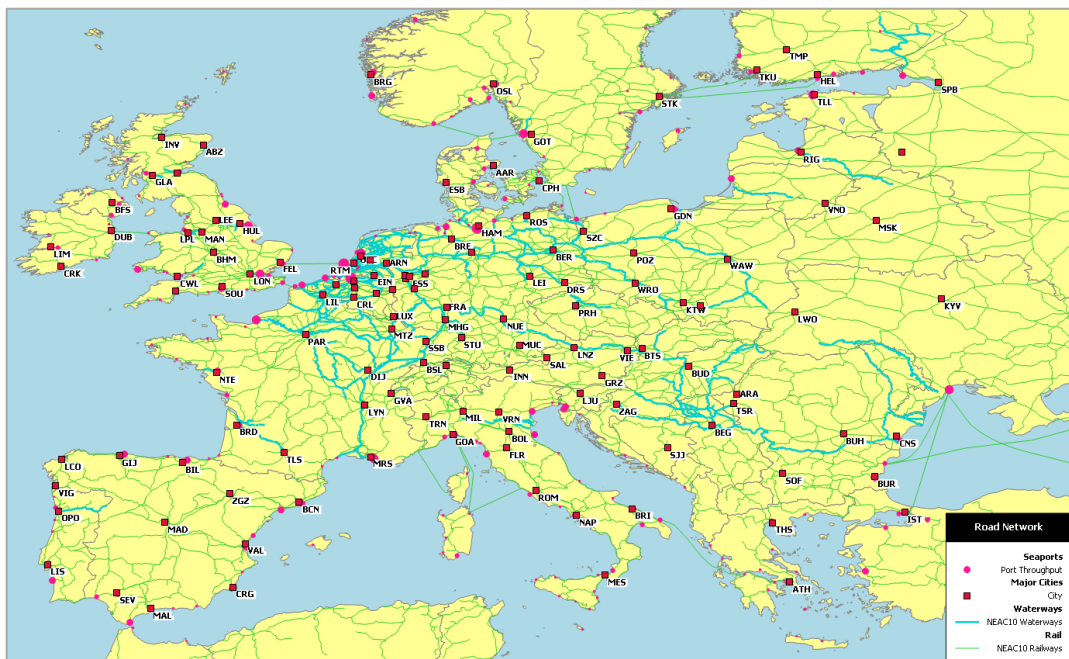 TMP
BRG
TKU
HEL
OSL
SPB
STK
TLL
INV
GOT
ABZ
RIG
AAR
GLA
ESB
CPH
BFS
VNO
GDN
LEE
ROS
MSK
HUL
DUB
LPL
MAN
HAM
SZC
BRE
LIM
BHM
BER
POZ
WAW
CRK
FEL
RTM
ARN
LON
CWL
EIN
ESS
LEI
DRS
WRO
SOU
LIL
CRL
FRA
PRH
KTW
KYV
LUX
MHG
NUE
LWO
PAR
MTZ
SSB
STU
MUC
LNZ
VIE
BTS
SAL
NTE
DIJ
BSL
INN
GRZ
BUD
GVA
LJU
ARA
LYN
ZAG
TSR
TRN
MIL
VRN
BRD
GOA
BOL
BEG
BUH
CNS
FLR
SJJ
LCO
GIJ
BIL
TLS
MRS
SOF
BUR
VIG
ZGZ
BCN
ROM
OPO
MAD
NAP
BRI
THS
IST
VAL
LIS
MES
ATH
CRG
SEV
MAL
Road Network
Seaports
Port Throughput
Major Cities
City
Waterways
NEAC10 Waterways
Rail
NEAC10 Railways